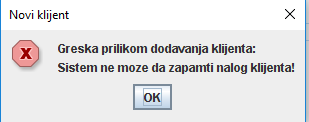 Novi klijent
Greska prilikom dodavanja klijenta:
Sistem ne moze da zapamti nalog klijenta!
OK